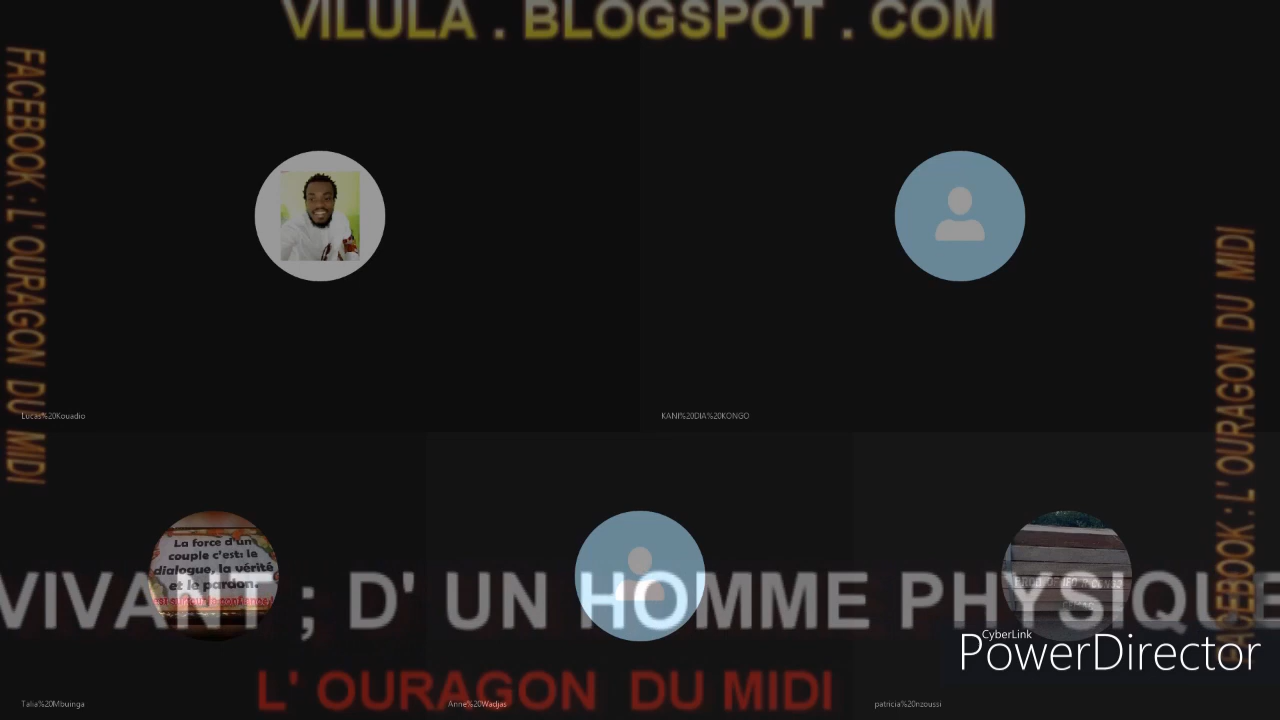 VILULA . BLOGSPOT . COM
FACEBOOK : L' OURAGON DU MIDI
FACEBOOK : L' OURAGON DU MIDI
Lucas%20Kouadio
KANI%20DIA%20KONGO
La force d'un
couple c'est: le
dialogue, la vérité
et le pardon.
VIVANT ; D' UN HOMME PHYSIQUE
CyberLink
PowerDirector
L' OURAGON DU MIDI
Talia%20Mbuinga
Anne%20Wadjas
patricia%20nzoussi